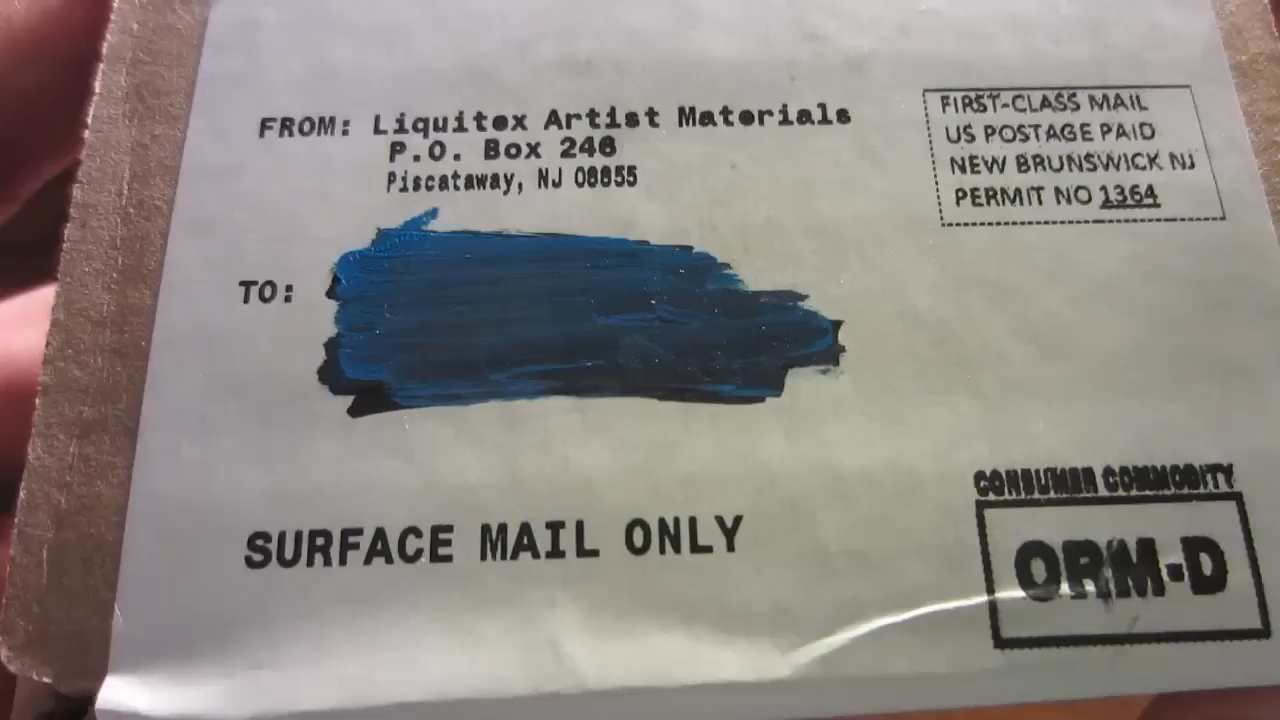 FROM: Liquitex Artist Materials
P.O. Box 246
Piscataway, NJ 08855
FIRST-CLASS MAIL
US POSTAGE PAID
NEW BRUNSWICK NJ
PERMIT NO 1364
TO:
SURFACE MAIL ONLY
CONSUMER COMMODITY
ORM-D